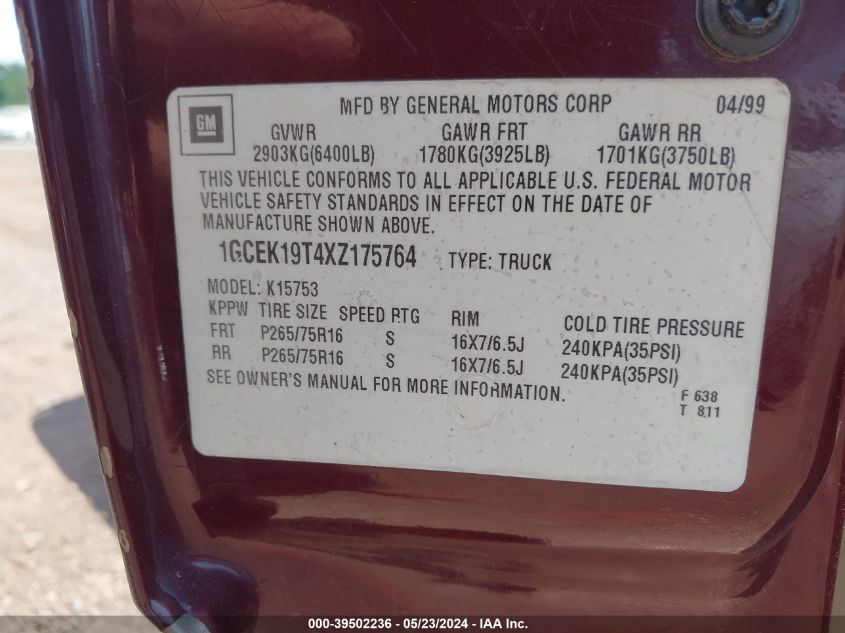 GM
MFD BY GENERAL MOTORS CORP 04/99
GVWR GAWR FRT GAWR RR
2903KG(6400LB) 1780KG(3925LB) 1701KG(3750LB)
THIS VEHICLE CONFORMS TO ALL APPLICABLE U.S. FEDERAL MOTOR
VEHICLE SAFETY STANDARDS IN EFFECT ON THE DATE OF
MANUFACTURE SHOWN ABOVE.
1GCEK19T4XZ175764 TYPE: TRUCK
MODEL: K15753
KPPW TIRE SIZE SPEED RTG RIM COLD TIRE PRESSURE
FRT P265/75R16 S 16X7/6.5J 240KPA(35PSI)
RR P265/75R16 S 16X7/6.5J 240KPA(35PSI)
SEE OWNER'S MANUAL FOR MORE INFORMATION.
F 638
T 811
000-39502236 - 05/23/2024 - IAA Inc.